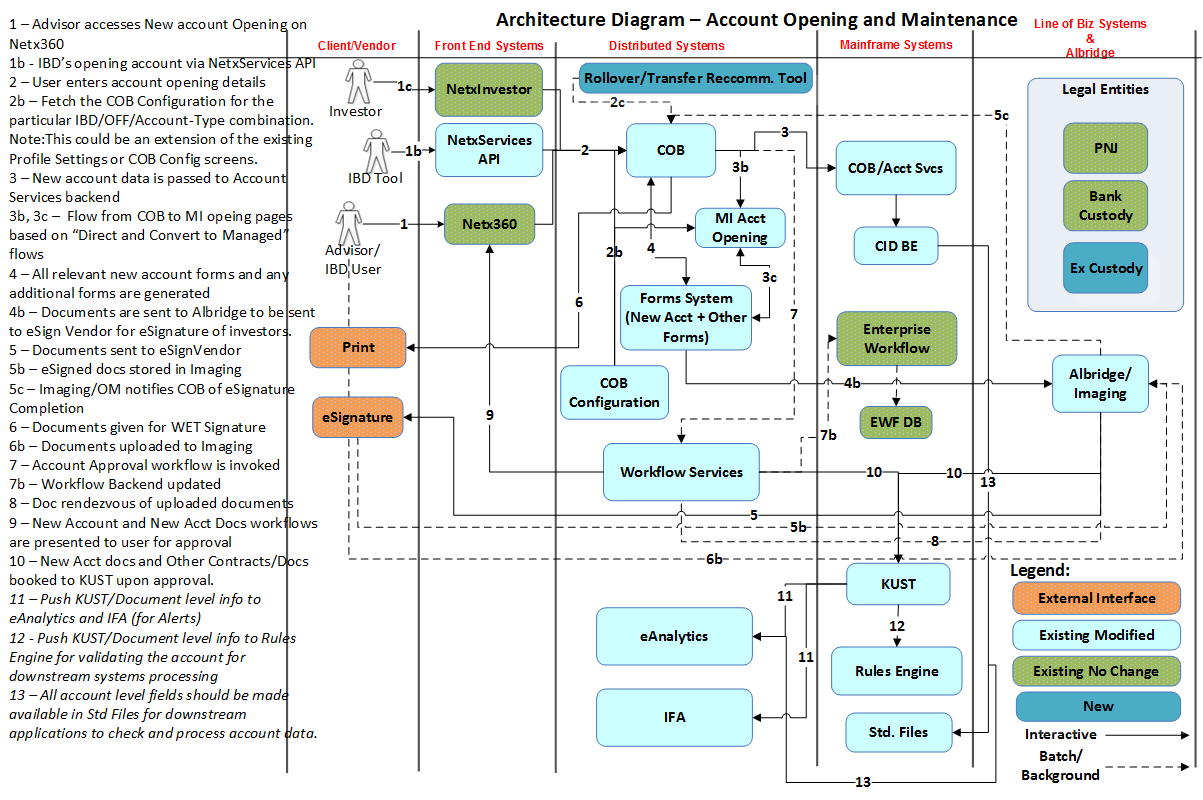 Architecture Diagram – Account Opening and Maintenance
1 – Advisor accesses New account Opening on
Netx360
1b - IBD's opening account via NetxServices API
2 – User enters account opening details
2b – Fetch the COB Configuration for the
particular IBD/OFF/Account-Type combination.
Note:This could be an extension of the existing
Profile Settings or COB Config screens.
3 – New account data is passed to Account
Services backend
3b, 3c – Flow from COB to MI opeing pages
based on "Direct and Convert to Managed"
flows
4 – All relevant new account forms and any
additional forms are generated
4b – Documents are sent to Albridge to be sent
to eSign Vendor for eSignature of investors.
5 – Documents sent to eSignVendor
5b – eSigned docs stored in Imaging
5c – Imaging/OM notifies COB of eSignature
Completion
6 – Documents given for WET Signature
6b – Documents uploaded to Imaging
7 – Account Approval workflow is invoked
7b – Workflow Backend updated
8 – Doc rendezvous of uploaded documents
9 – New Account and New Acct Docs workflows
are presented to user for approval
10 – New Acct docs and Other Contracts/Docs
booked to KUST upon approval.
11 – Push KUST/Document level info to
eAnalytics and IFA (for Alerts)
12 - Push KUST/Document level info to Rules
Engine for validating the account for
downstream systems processing
13 – All account level fields should be made
available in Std Files for downstream
applications to check and process account data.
Client/Vendor
Front End Systems
Distributed Systems
Mainframe Systems
Line of Biz Systems
&
Albridge
Investor
IBD Tool
Advisor/
IBD User
Print
eSignature
1c
1b
1
NetxInvestor
NetxServices
API
Netx360
9
2
Rollover/Transfer Recomm. Tool
2c
COB
3
3b
MI Acct
Opening
2b
4
3c
6
7
Forms System
(New Acct + Other
Forms)
COB
Configuration
Workflow Services
4b
7b
10
10
5
5b
8
6b
5c
COB/Acct Svcs
CID BE
Enterprise
Workflow
EWF DB
13
KUST
11
12
11
eAnalytics
IFA
Rules Engine
Std. Files
13
Legal Entities
PNJ
Bank
Custody
Ex Custody
Albridge/
Imaging
Legend:
External Interface
Existing Modified
Existing No Change
New
Interactive
Batch/
Background